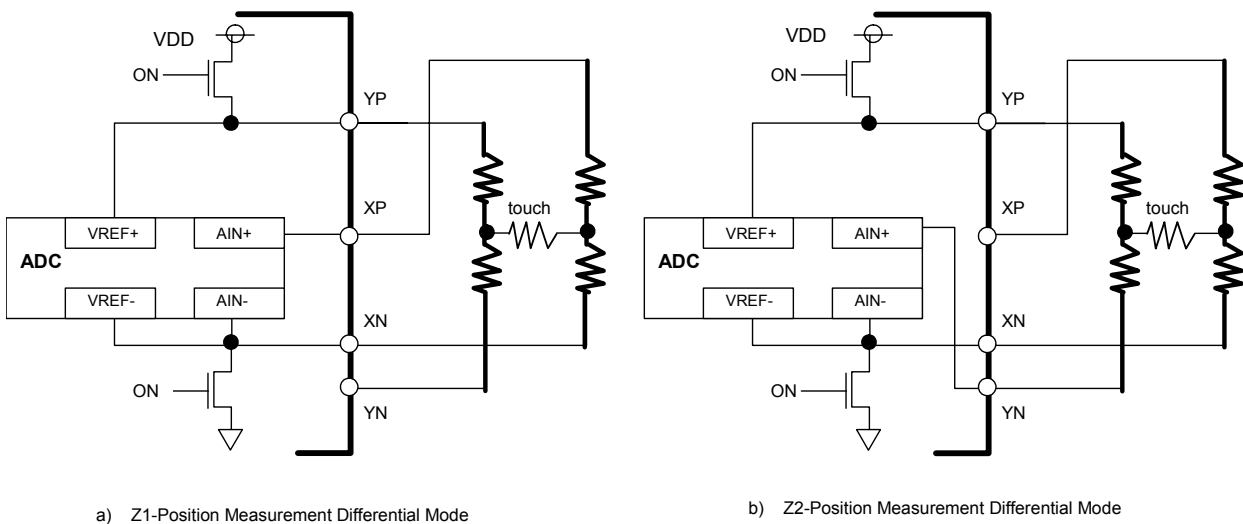 VDD
ON
YP
XP
VREF+
AIN+
touch
ADC
VREF-
AIN-
XN
ON
YN
a) Z1-Position Measurement Differential Mode
VDD
ON
YP
XP
VREF+
AIN+
touch
ADC
VREF-
AIN-
XN
ON
YN
b) Z2-Position Measurement Differential Mode